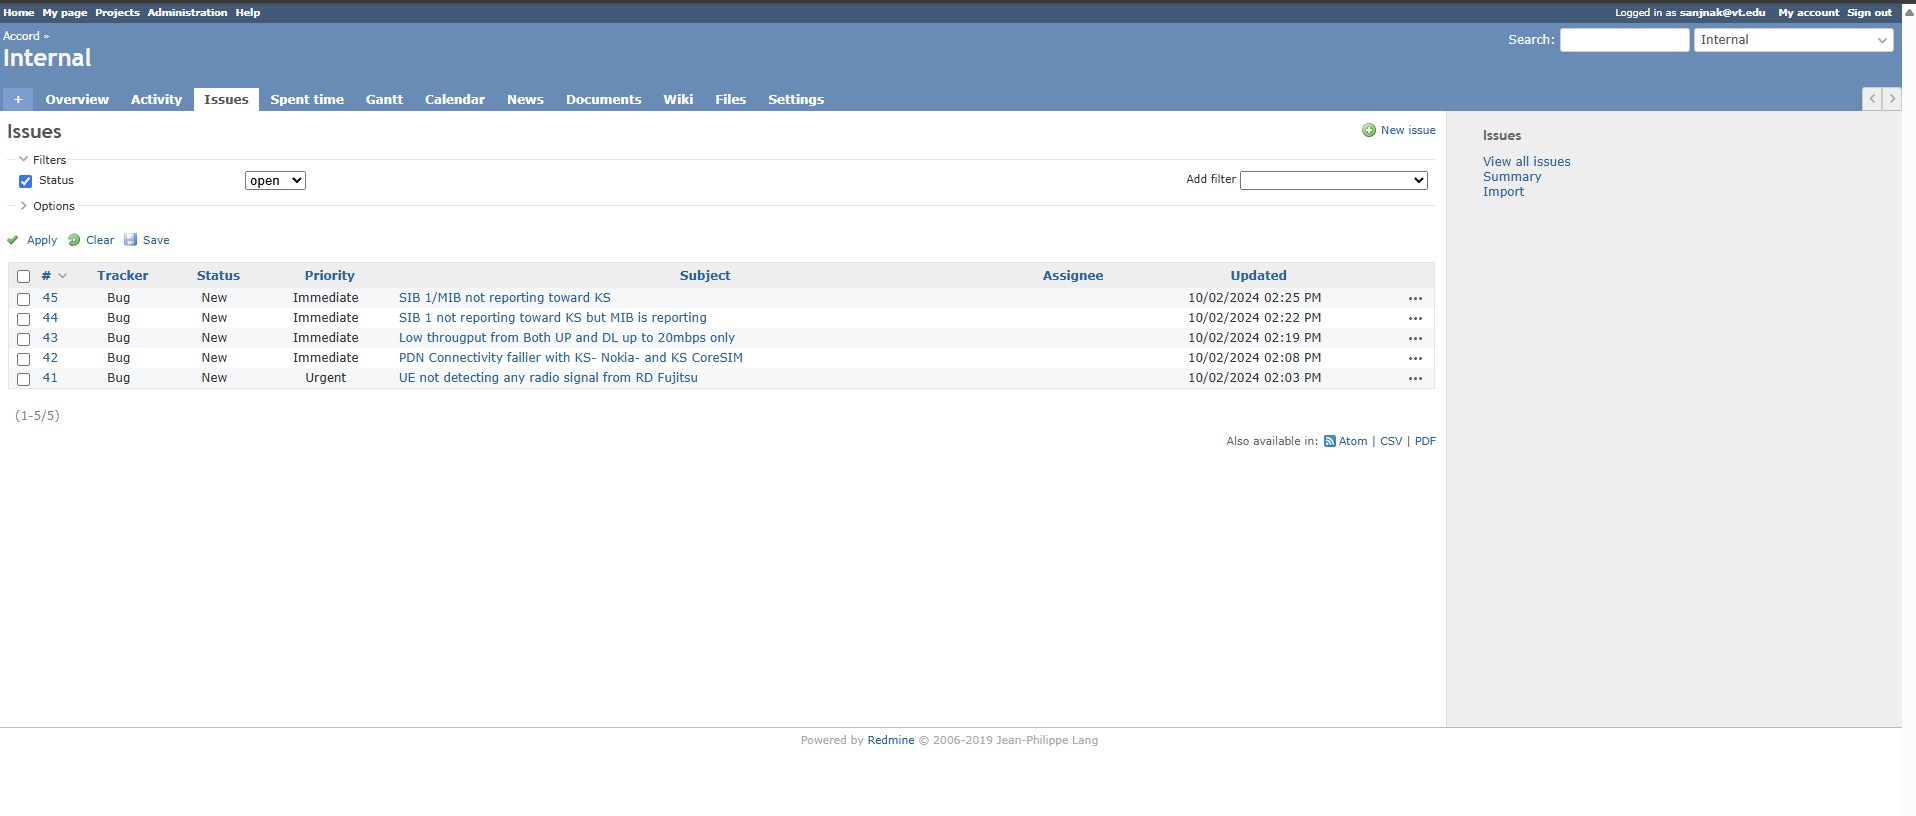 Home My page Projects Administration Help Logged in as sanjnak@vt.edu My account Sign out
Accord »
Search: Internal
Internal
+ Overview Activity Issues Spent time Gantt Calendar News Documents Wiki Files Settings
Issues
New issue
Filters
Status open Add filter
Options
Apply Clear Save
# Tracker Status Priority Subject Assignee Updated
45 Bug New Immediate SIB 1/MIB not reporting toward KS 10/02/2024 02:25 PM
44 Bug New Immediate SIB 1 not reporting toward KS but MIB is reporting 10/02/2024 02:22 PM
43 Bug New Immediate Low througput from Both UP and DL up to 20mbps only 10/02/2024 02:19 PM
42 Bug New Immediate PDN Connectivity failier with KS- Nokia- and KS CoreSIM 10/02/2024 02:08 PM
41 Bug New Urgent UE not detecting any radio signal from RD Fujitsu 10/02/2024 02:03 PM
(1-5/5)
Also available in: Atom | CSV | PDF
Issues
View all issues
Summary
Import
Powered by Redmine © 2006-2019 Jean-Philippe Lang